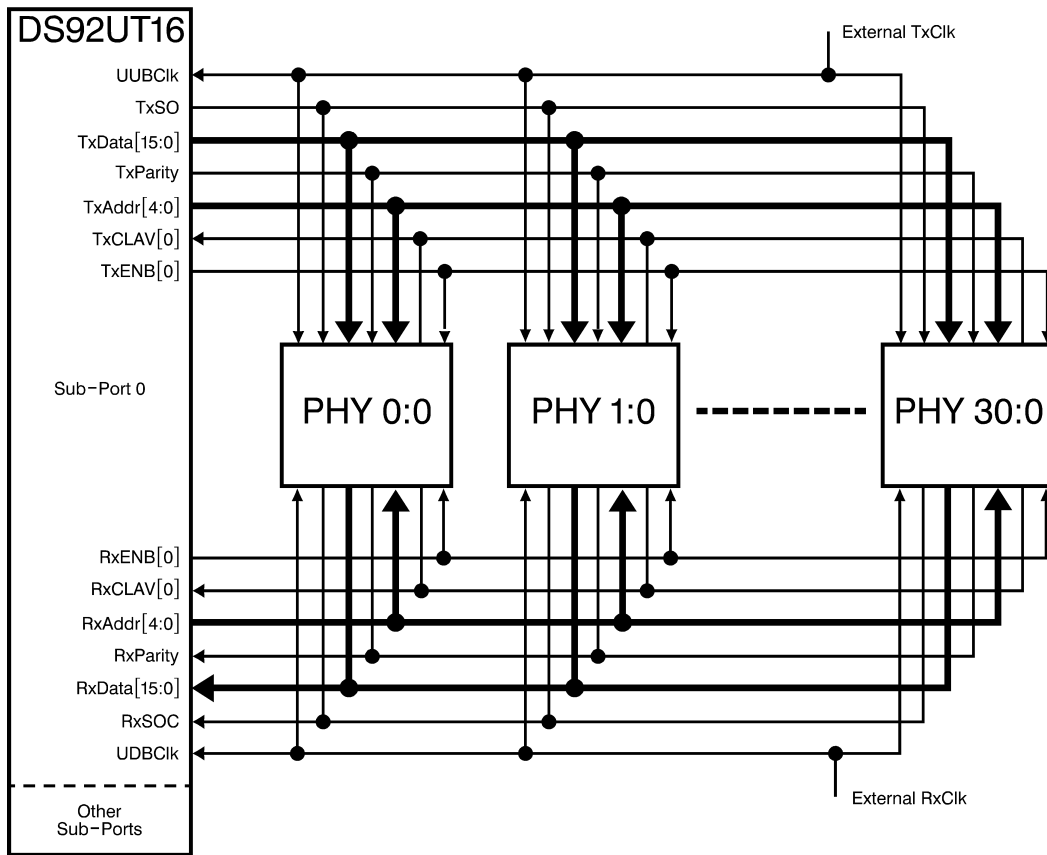 DS92UT16
External TxClk
UUBClk
TxSO
TxData[15:0]
TxParity
TxAddr[4:0]
TxCLAV[0]
TxENB[0]
Sub-Port 0
PHY 0:0
PHY 1:0
PHY 30:0
RxENB[0]
RxCLAV[0]
RxAddr[4:0]
RxParity
RxData[15:0]
RxSOC
UDBClk
External RxClk
Other
Sub-Ports